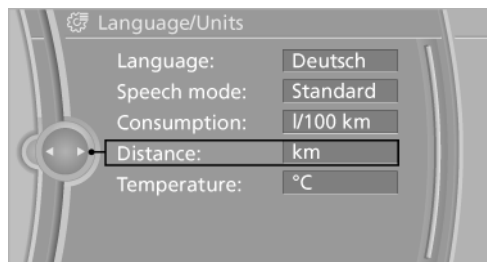 Language/Units
Language: Deutsch
Speech mode: Standard
Consumption: l/100 km
Distance: km
Temperature: °C